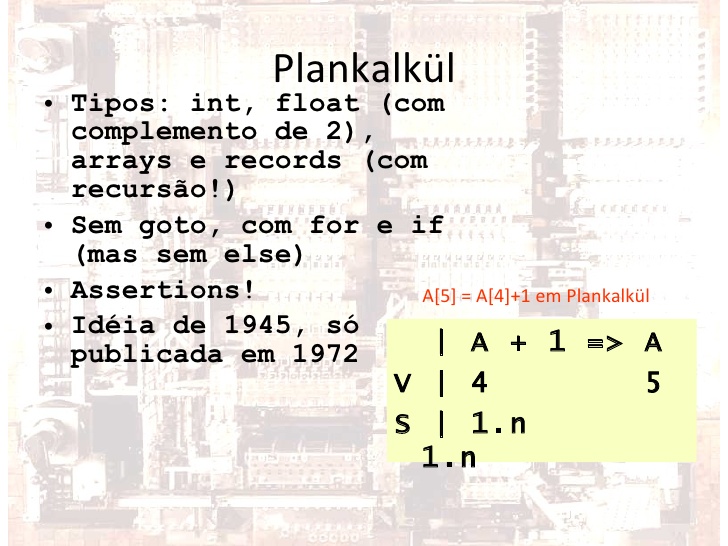 Plankalkül
• Tipos: int, float (com
complemento de 2),
arrays e records (com
recursão!)
• Sem goto, com for e if
(mas sem else)
• Assertions!
• Idéia de 1945, só
publicada em 1972
A[5] = A[4]+1 em Plankalkül
| A + 1 => A
V | 4 5
S | 1.n
1.n